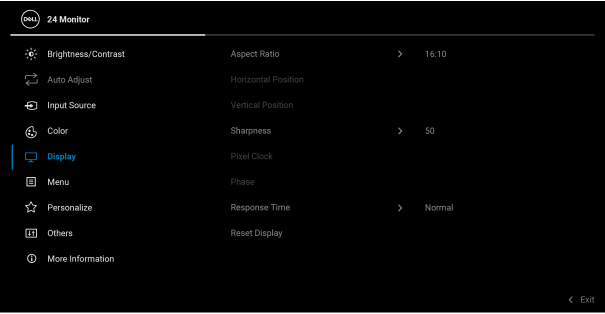 DELL 24 Monitor
Brightness/Contrast Aspect Ratio > 16:10
Auto Adjust Horizontal Position
Input Source Vertical Position
Color Sharpness > 50
Display Pixel Clock
Menu Phase
Personalize Response Time > Normal
Others Reset Display
More Information
< Exit